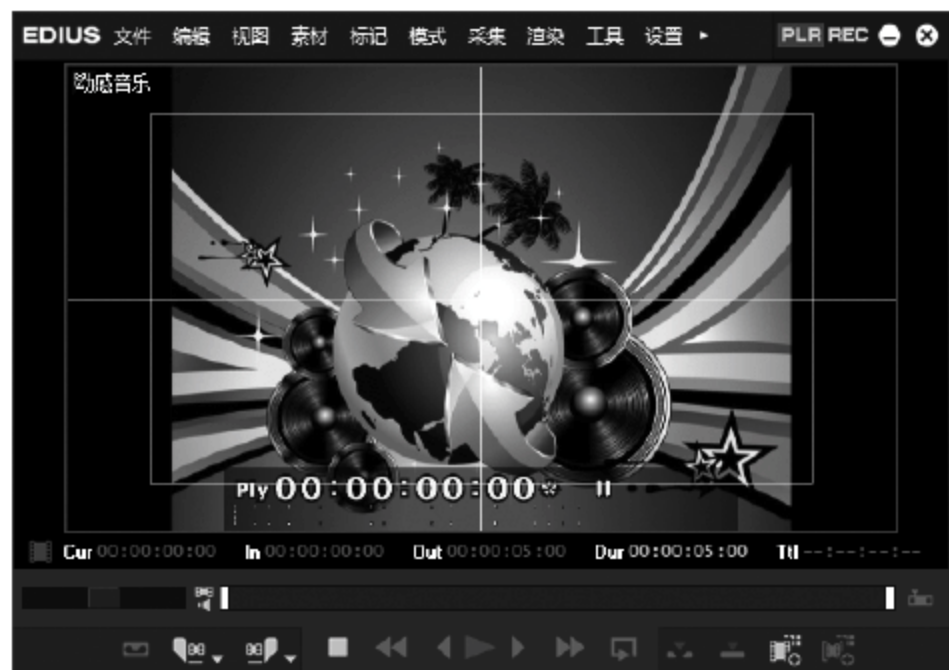 EDIUS 文件 编辑 视图 素材 标记 模式 采集 渲染 工具 设置 PLR REC
动感音乐
Ply 00:00:00:00
Cur 00:00:00:00 In 00:00:00:00 Out 00:00:05:00 Dur 00:00:05:00 Ttl --:--:--:--